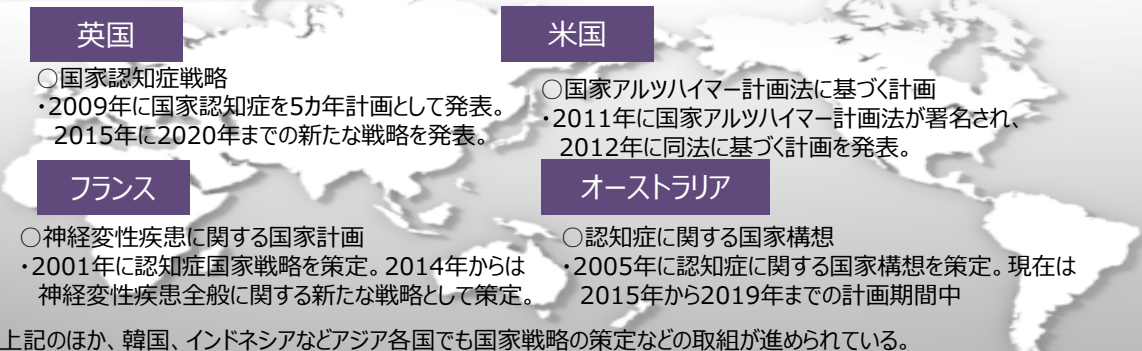 英国
○国家認知症戦略
・2009年に国家認知症を5カ年計画として発表。
2015年に2020年までの新たな戦略を発表。
米国
○国家アルツハイマー計画法に基づく計画
・2011年に国家アルツハイマー計画法が署名され、
2012年に同法に基づく計画を発表。
フランス
○神経変性疾患に関する国家計画
・2001年に認知症国家戦略を策定。2014年からは
神経変性疾患全般に関する新たな戦略として策定。
オーストラリア
○認知症に関する国家構想
・2005年に認知症に関する国家構想を策定。現在は
2015年から2019年までの計画期間中
上記のほか、韓国、インドネシアなどアジア各国でも国家戦略の策定などの取組が進められている。